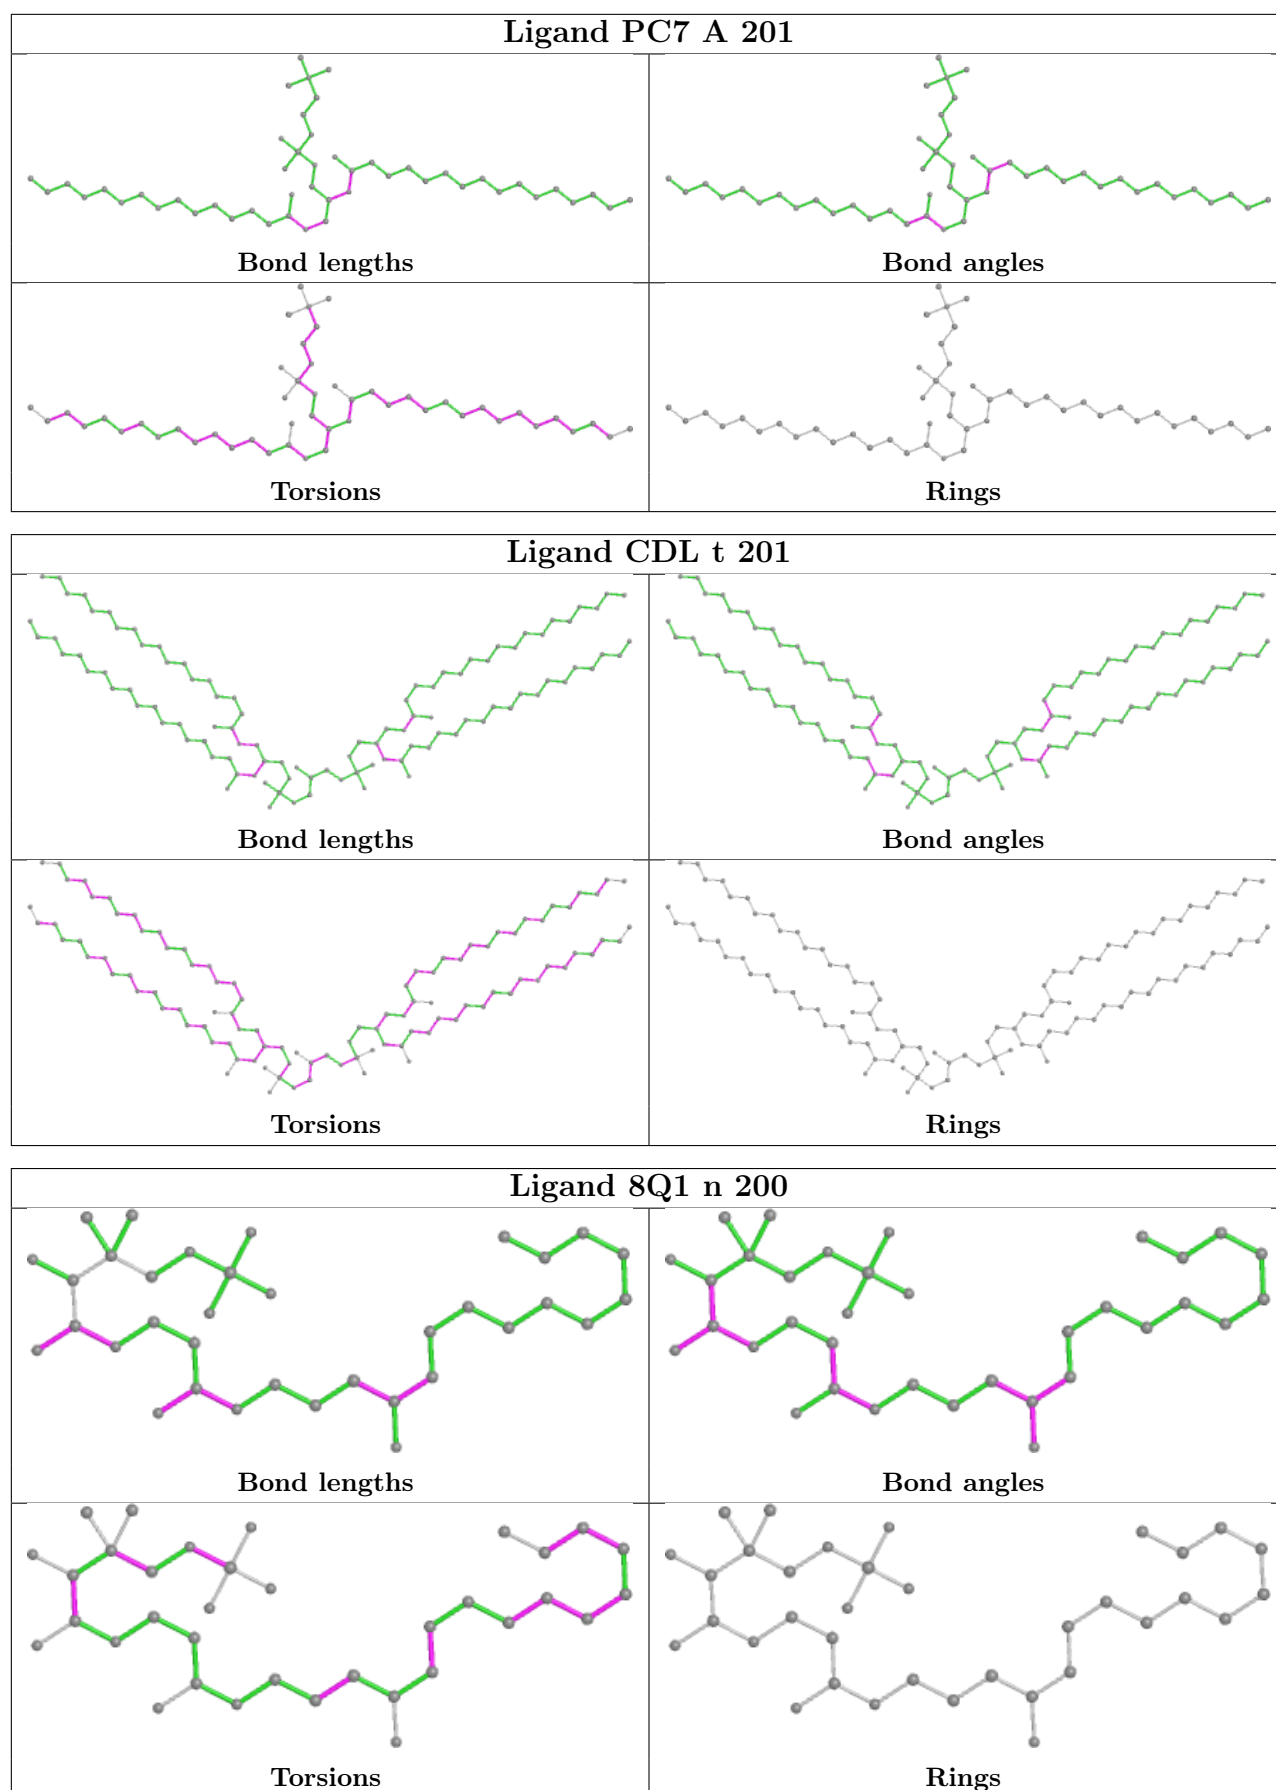 Ligand PC7 A 201
Bond lengths
Bond angles
Torsions
Rings
Ligand CDL t 201
Bond lengths
Bond angles
Torsions
Rings
Ligand 8Q1 n 200
Bond lengths
Bond angles
Torsions
Rings